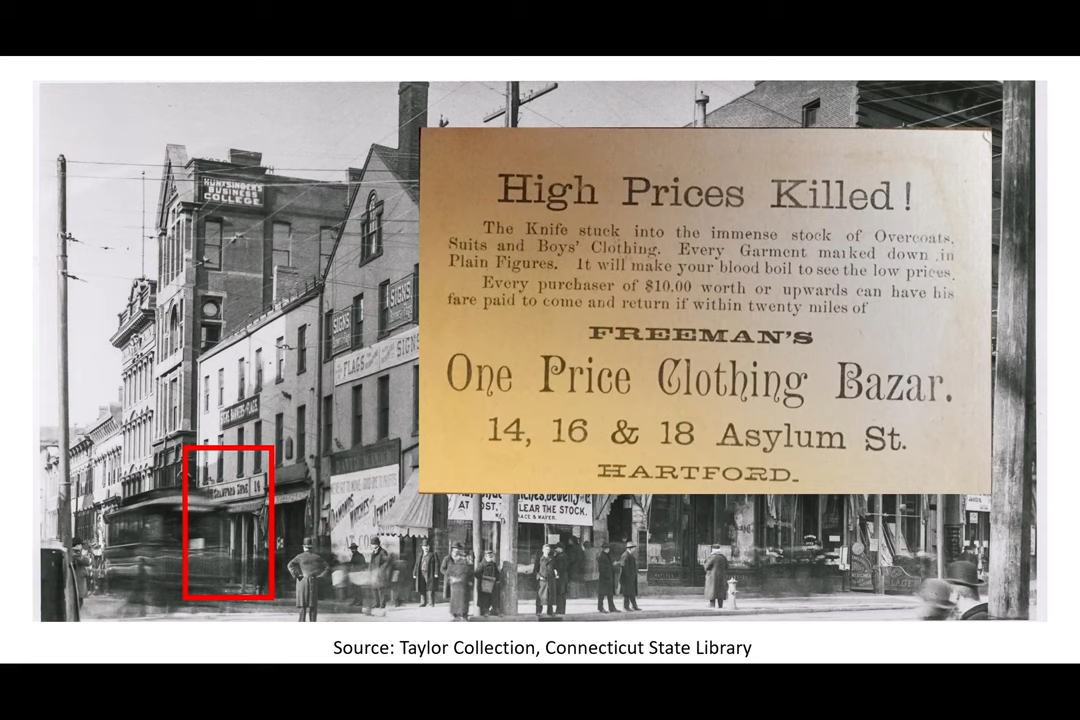 HUNTSINGER'S
BUSINESS
COLLEGE
SIGNS
SIGNS
FLAGS
SIGNS
High Prices Killed!
The Knife stuck into the immense stock of Overcoats,
Suits and Boys' Clothing. Every Garment marked down in
Plain Figures. It will make your blood boil to see the low prices.
Every purchaser of $10.00 worth or upwards can have his
fare paid to come and return if within twenty miles of
FREEMAN'S
One Price Clothing Bazar.
14, 16 & 18 Asylum St.
HARTFORD.
14
AT
LEAR THE STOCK.
Source: Taylor Collection, Connecticut State Library